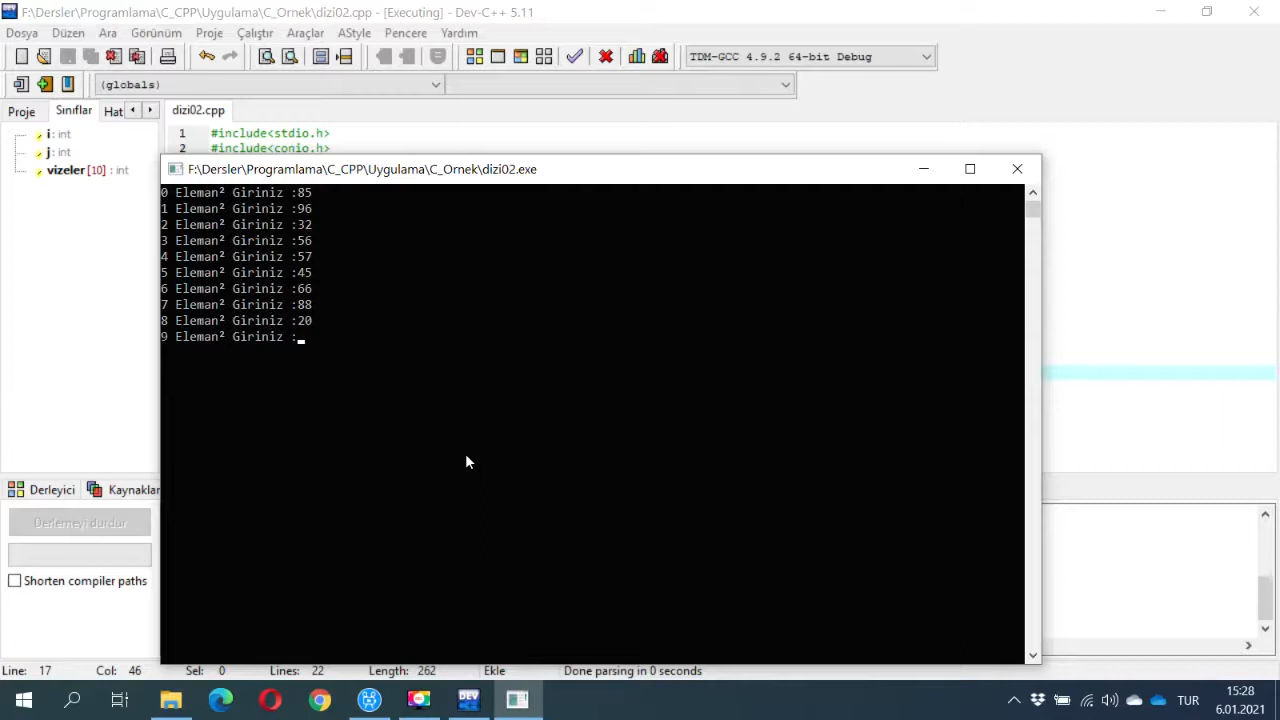 F:\Dersler\Programlama\C_CPP\Uygulama\C_Ornek\dizi02.cpp - [Executing] - Dev-C++ 5.11
Dosya Düzen Ara Görünüm Proje Çalıştır Araçlar AStyle Pencere Yardım
TDM-GCC 4.9.2 64-bit Debug
(globals)
Proje Sınıflar Hat dizi02.cpp
i : int
j : int
vizeler [10] : int
1 #include<stdio.h>
2 #include<conio.h>
F:\Dersler\Programlama\C_CPP\Uygulama\C_Ornek\dizi02.exe
0 Eleman² Giriniz :85
1 Eleman² Giriniz :96
2 Eleman² Giriniz :32
3 Eleman² Giriniz :56
4 Eleman² Giriniz :57
5 Eleman² Giriniz :45
6 Eleman² Giriniz :66
7 Eleman² Giriniz :88
8 Eleman² Giriniz :20
9 Eleman² Giriniz :
Derleyici Kaynaklar
Derlemeyi durdur
Shorten compiler paths
Line: 17 Col: 46 Sel: 0 Lines: 22 Length: 262 Ekle Done parsing in 0 seconds
DEV
TUR
15:28
6.01.2021